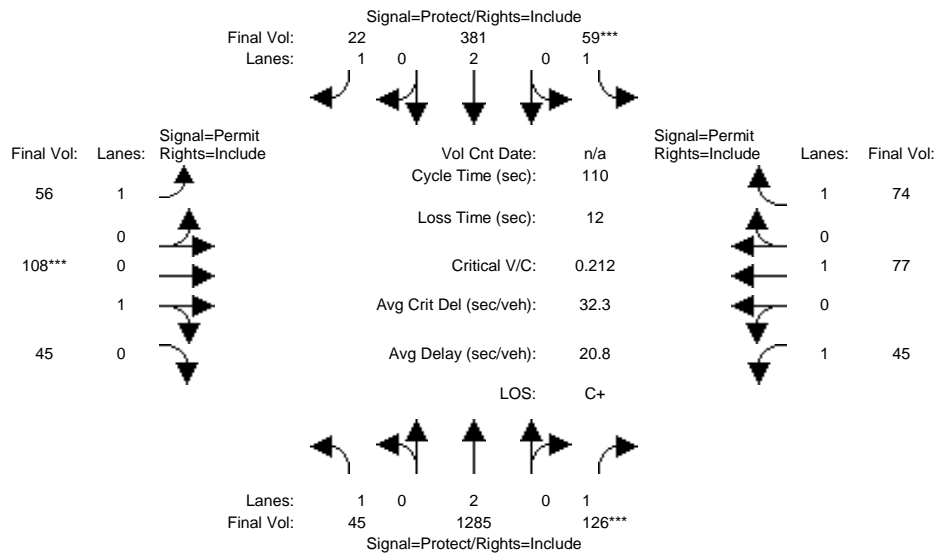 Signal=Protect/Rights=Include
Final Vol: 22 381 59***
Lanes: 1 0 2 0 1
Signal=Permit
Final Vol: Lanes: Rights=Include
Vol Cnt Date: n/a
Signal=Permit
Rights=Include Lanes: Final Vol:
Cycle Time (sec): 110
56 1
1 74
Loss Time (sec): 12
0
0
108*** 0
Critical V/C: 0.212
1 77
1
Avg Crit Del (sec/veh): 32.3
0
45 0
Avg Delay (sec/veh): 20.8
1 45
LOS: C+
Lanes: 1 0 2 0 1
Final Vol: 45 1285 126***
Signal=Protect/Rights=Include